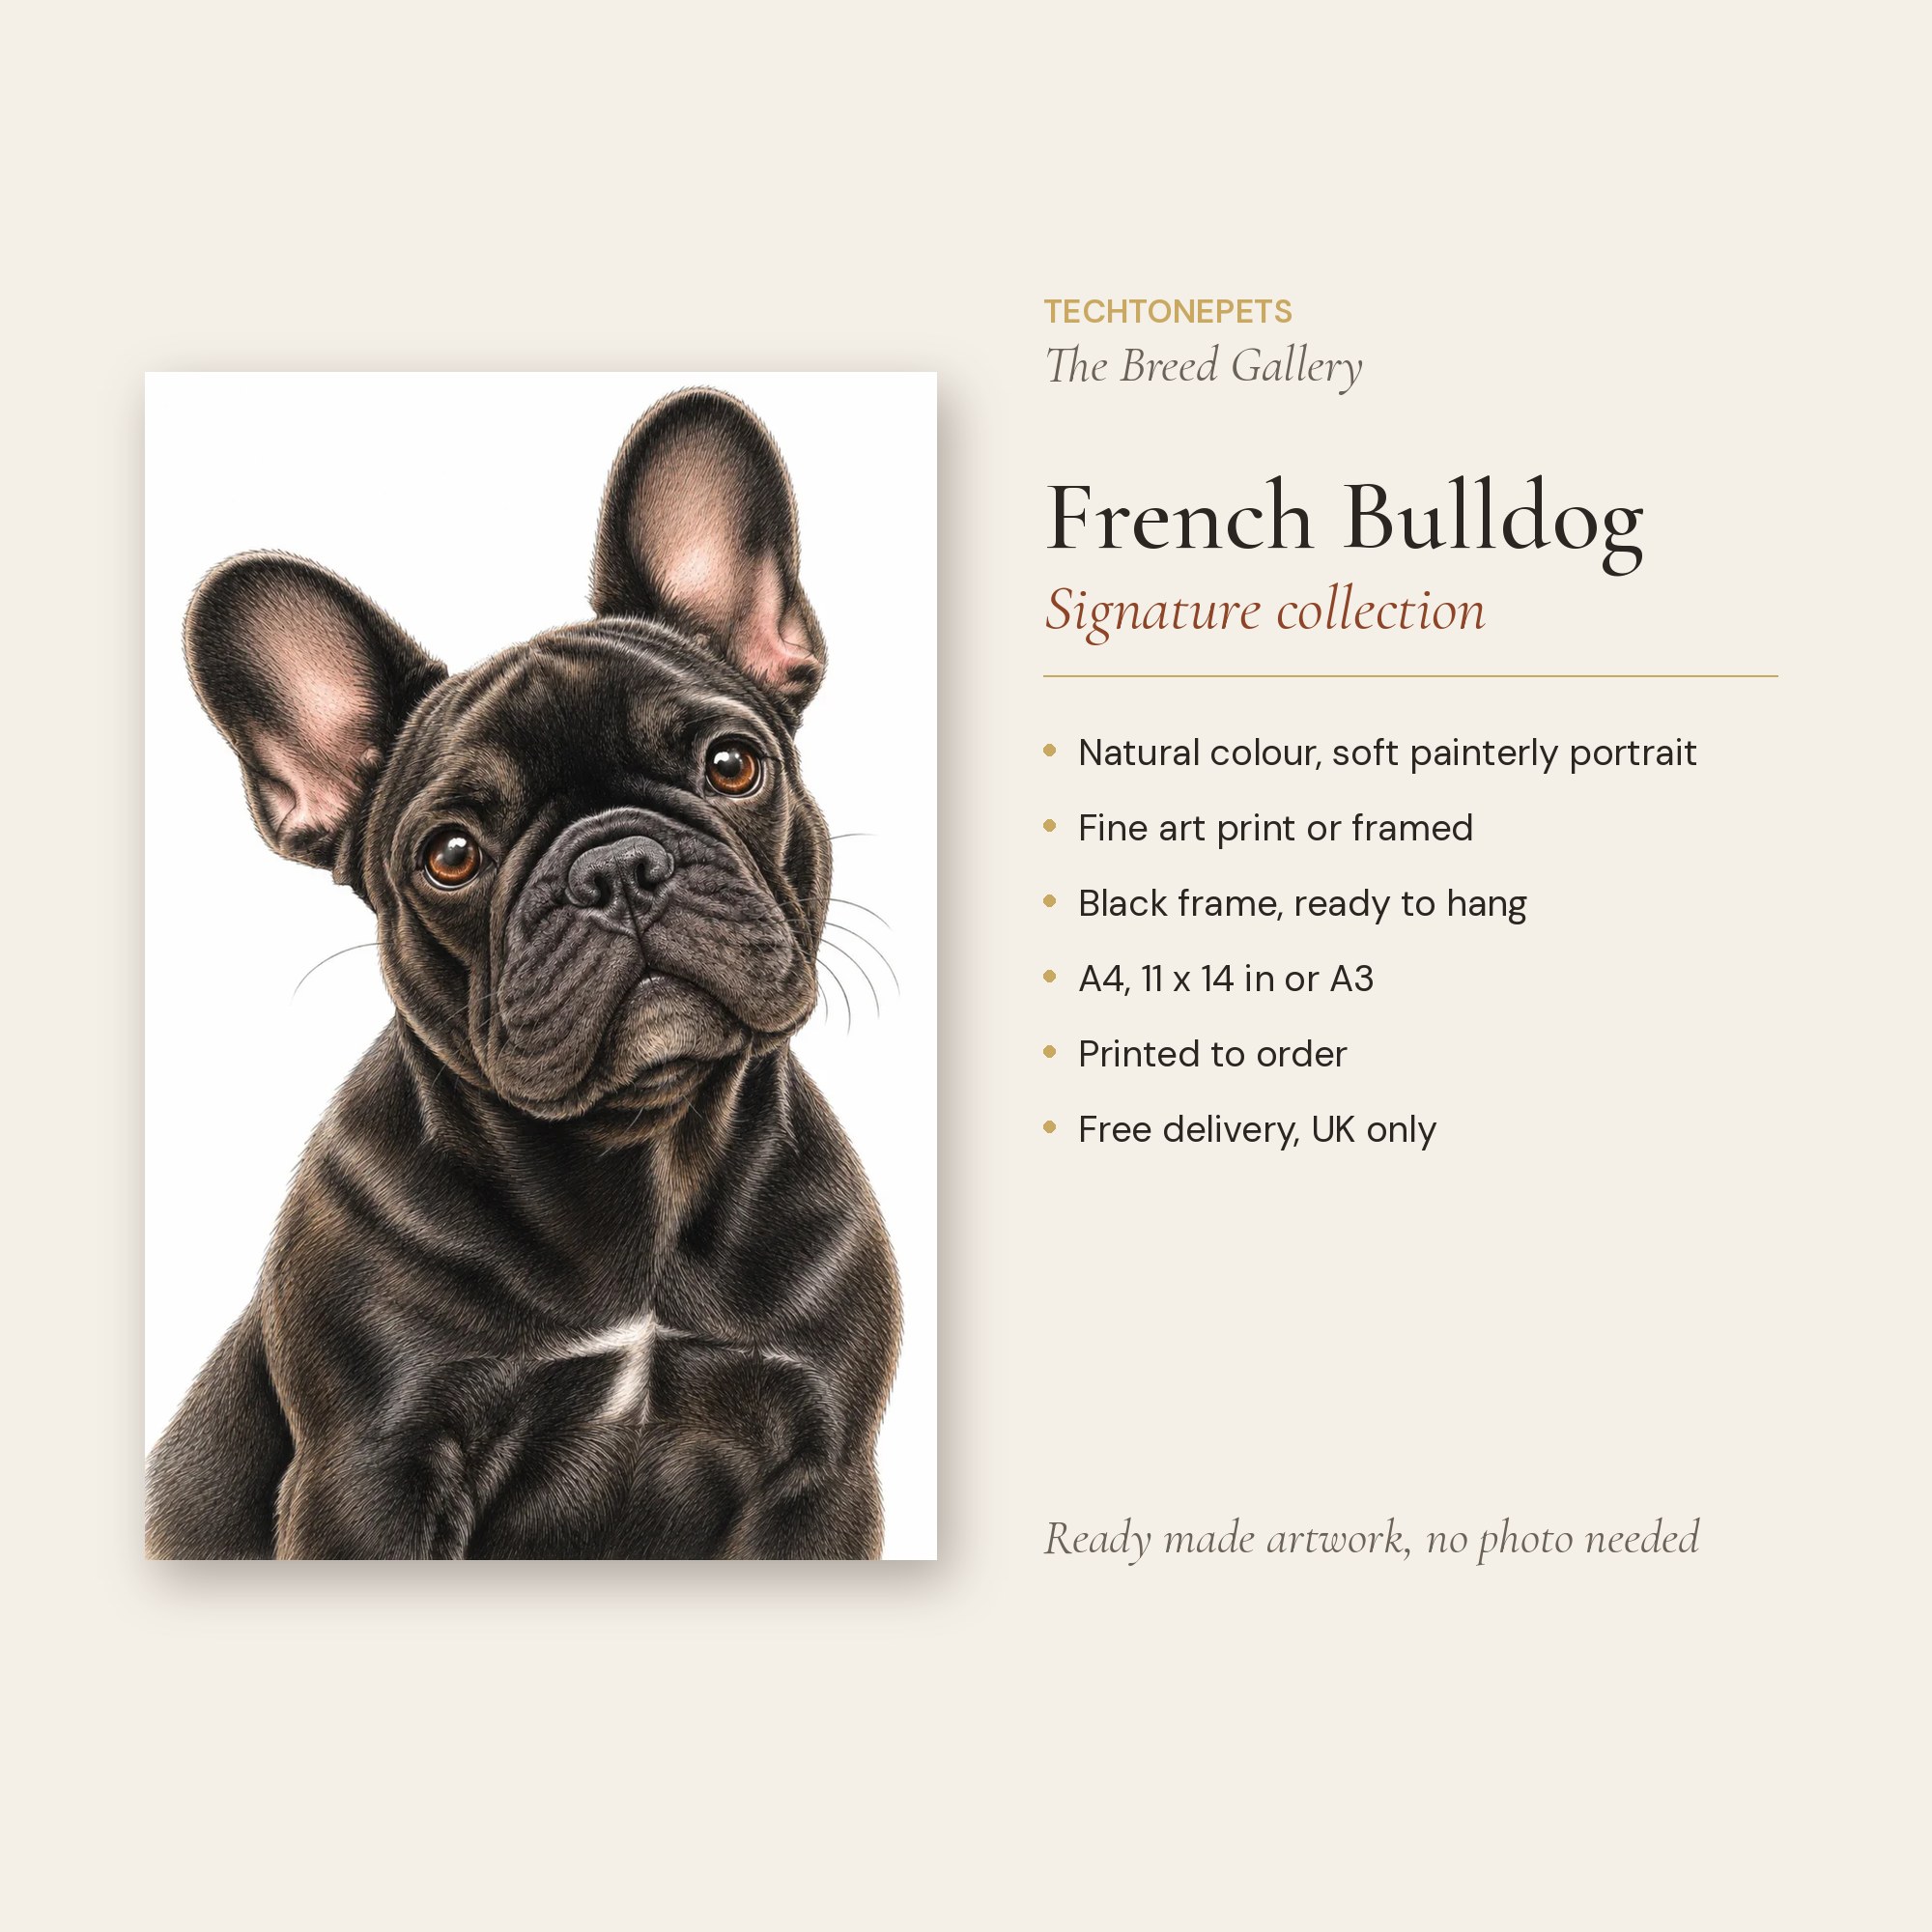 TECHTONEPETS
The Breed Gallery
French Bulldog
Signature collection
Natural colour, soft painterly portrait
Fine art print or framed
Black frame, ready to hang
A4, 11 x 14 in or A3
Printed to order
Free delivery, UK only
Ready made artwork, no photo needed